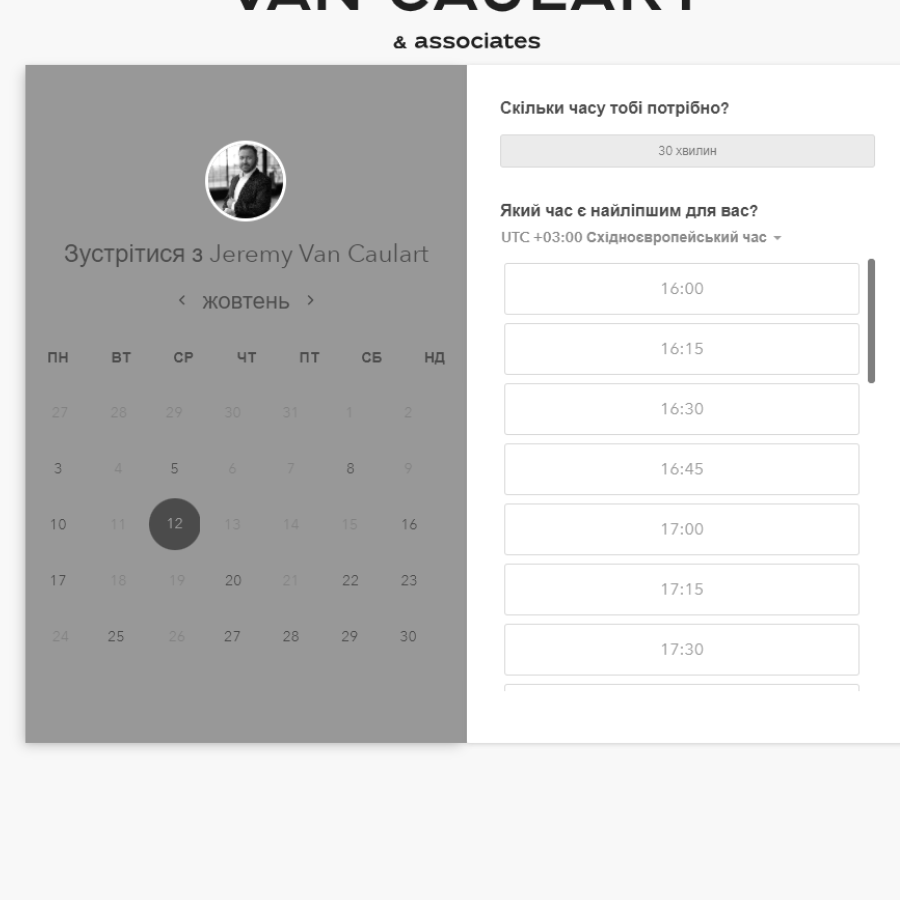 VAN CAULART
& associates
Зустрітися з Jeremy Van Caulart
жовтень
ПН ВТ СР ЧТ ПТ СБ НД
27 28 29 30 31 1 2
3 4 5 6 7 8 9
10 11 12 13 14 15 16
17 18 19 20 21 22 23
24 25 26 27 28 29 30
Скільки часу тобі потрібно?
30 хвилин
Який час є найліпшим для вас?
UTC +03:00 Східноєвропейський час
16:00
16:15
16:30
16:45
17:00
17:15
17:30